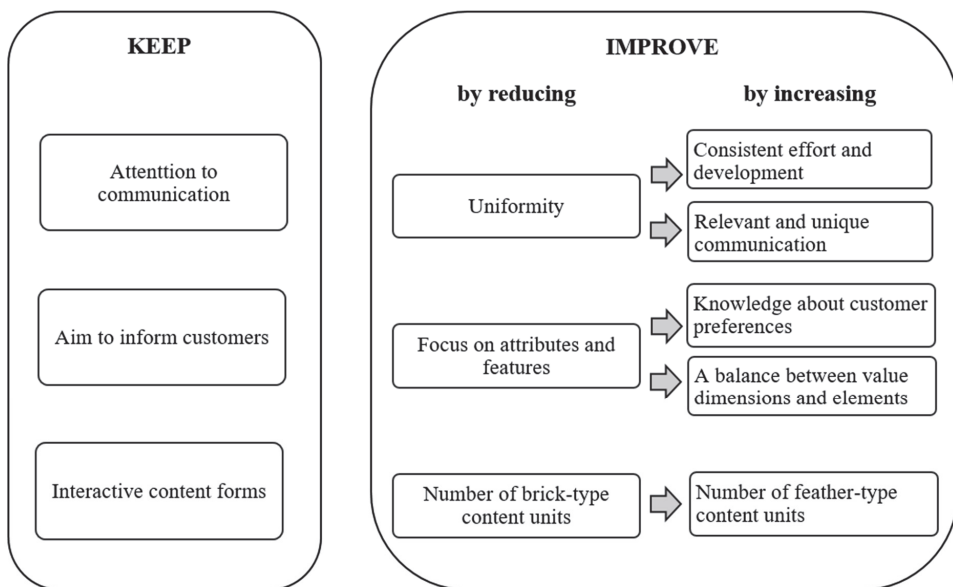 KEEP
Attenttion to
communication
Aim to inform customers
Interactive content forms
IMPROVE
by reducing
by increasing
Uniformity
Consistent effort and
development
Relevant and unique
communication
Focus on attributes and
features
Knowledge about customer
preferences
A balance between value
dimensions and elements
Number of brick-type
content units
Number of feather-type
content units